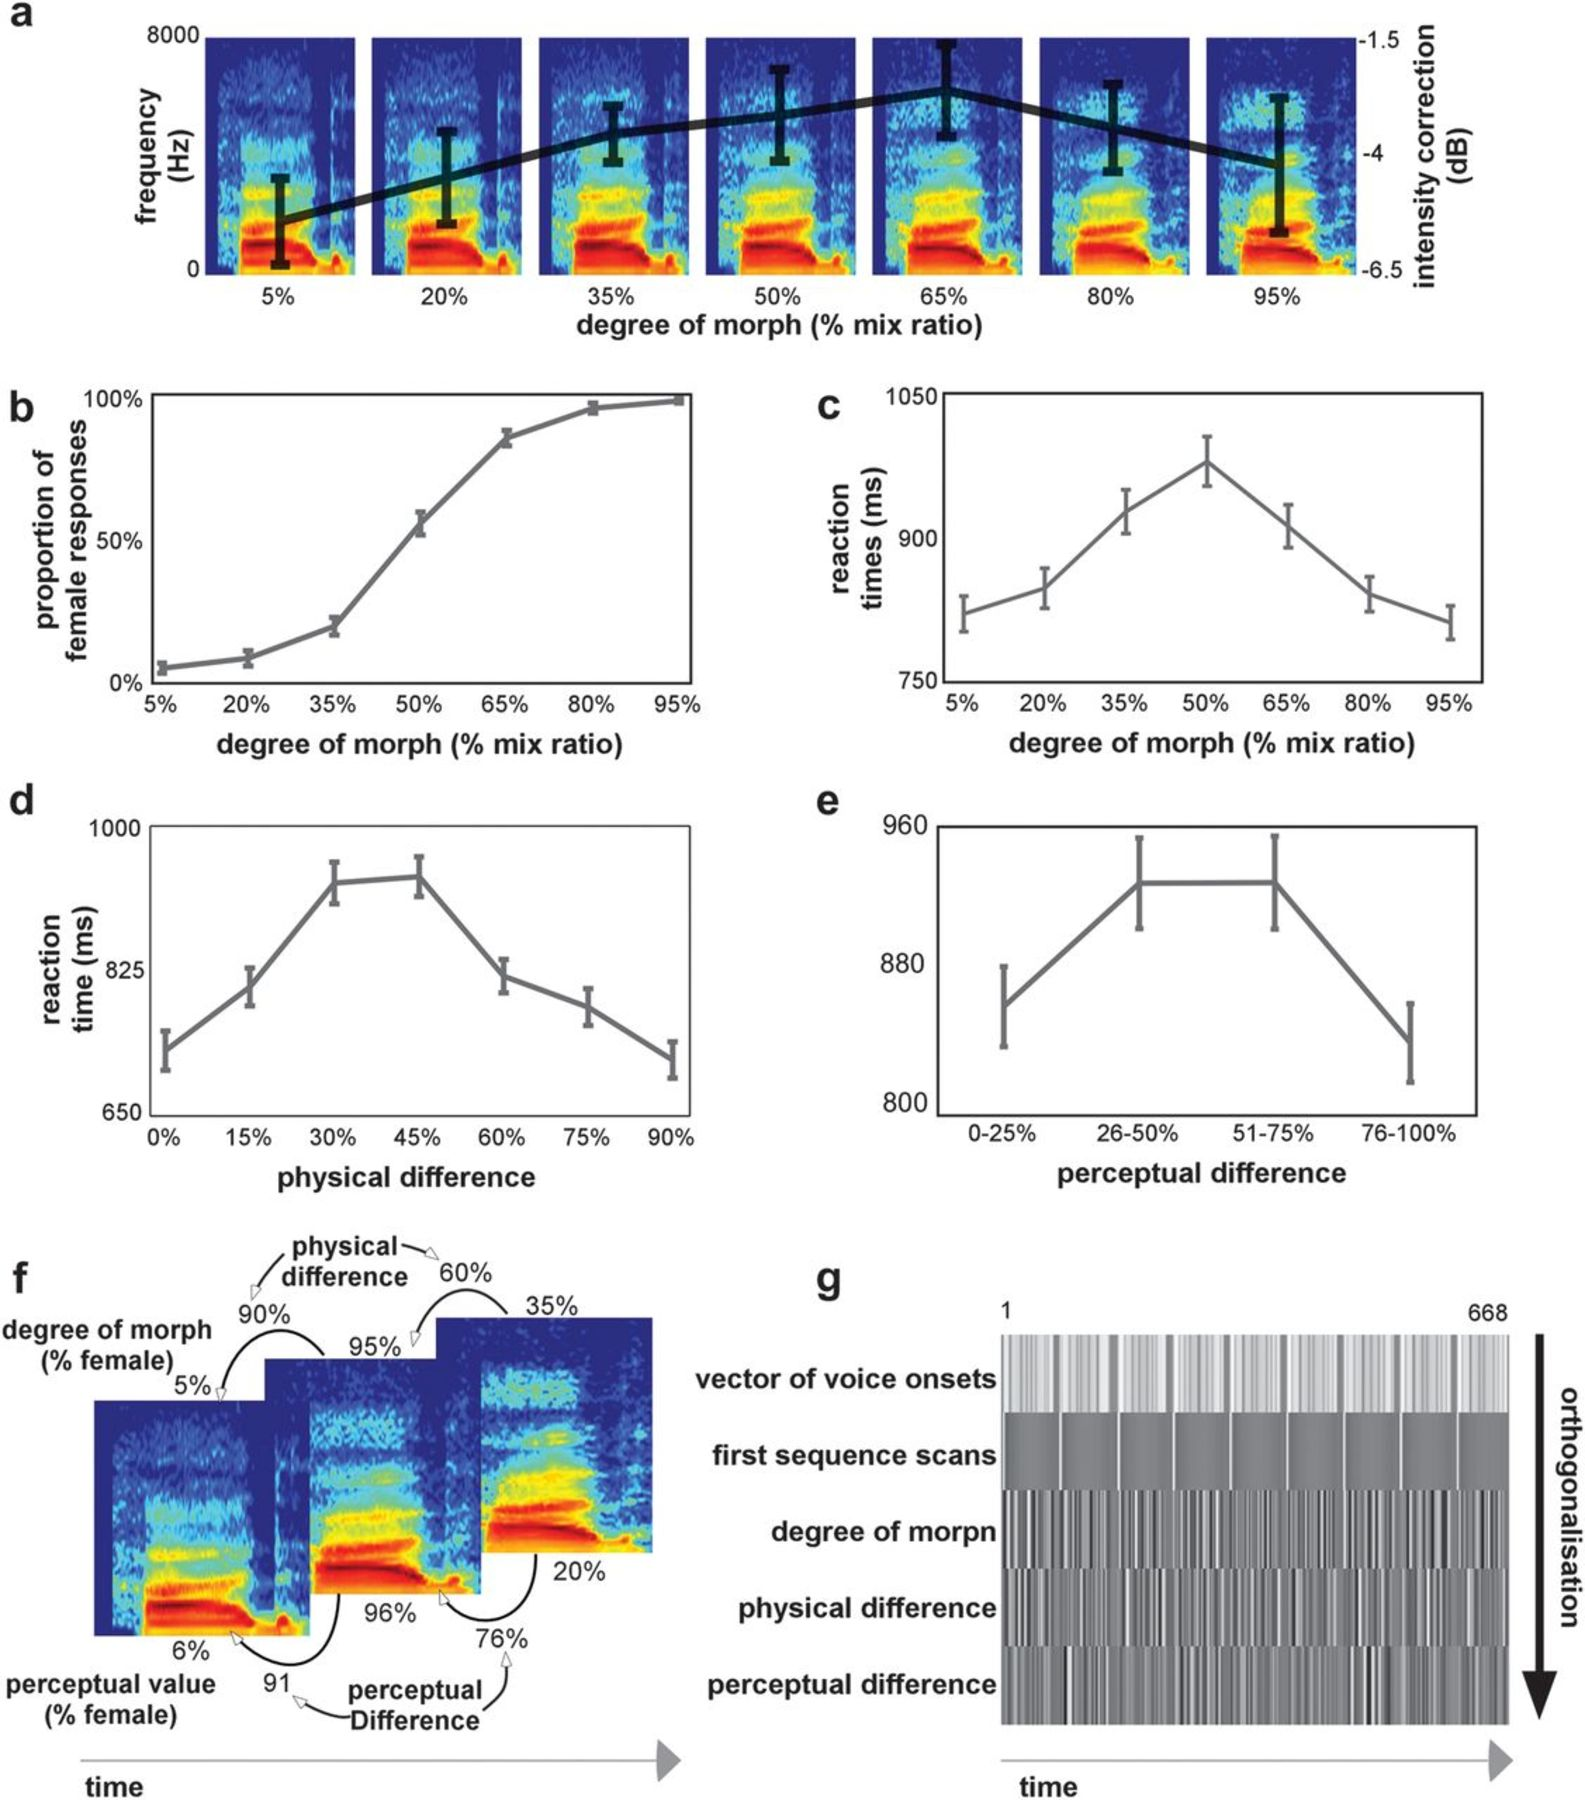 a
8000
frequency
(Hz)
0
-1.5
-4
-6.5
intensity correction
(dB)
5% 20% 35% 50% 65% 80% 95%
degree of morph (% mix ratio)
b
100%
50%
0%
proportion of
female responses
5% 20% 35% 50% 65% 80% 95%
degree of morph (% mix ratio)
c
1050
900
750
reaction
times (ms)
5% 20% 35% 50% 65% 80% 95%
degree of morph (% mix ratio)
d
1000
825
650
reaction
time (ms)
0% 15% 30% 45% 60% 75% 90%
physical difference
e
960
880
800
0-25% 26-50% 51-75% 76-100%
perceptual difference
f
physical
difference
60%
90%
35%
degree of morph
(% female)
95%
5%
20%
96%
76%
6%
91
perceptual value
(% female)
perceptual
Difference
time
g
1 668
vector of voice onsets
first sequence scans
degree of morpn
physical difference
perceptual difference
orthogonalisation
time